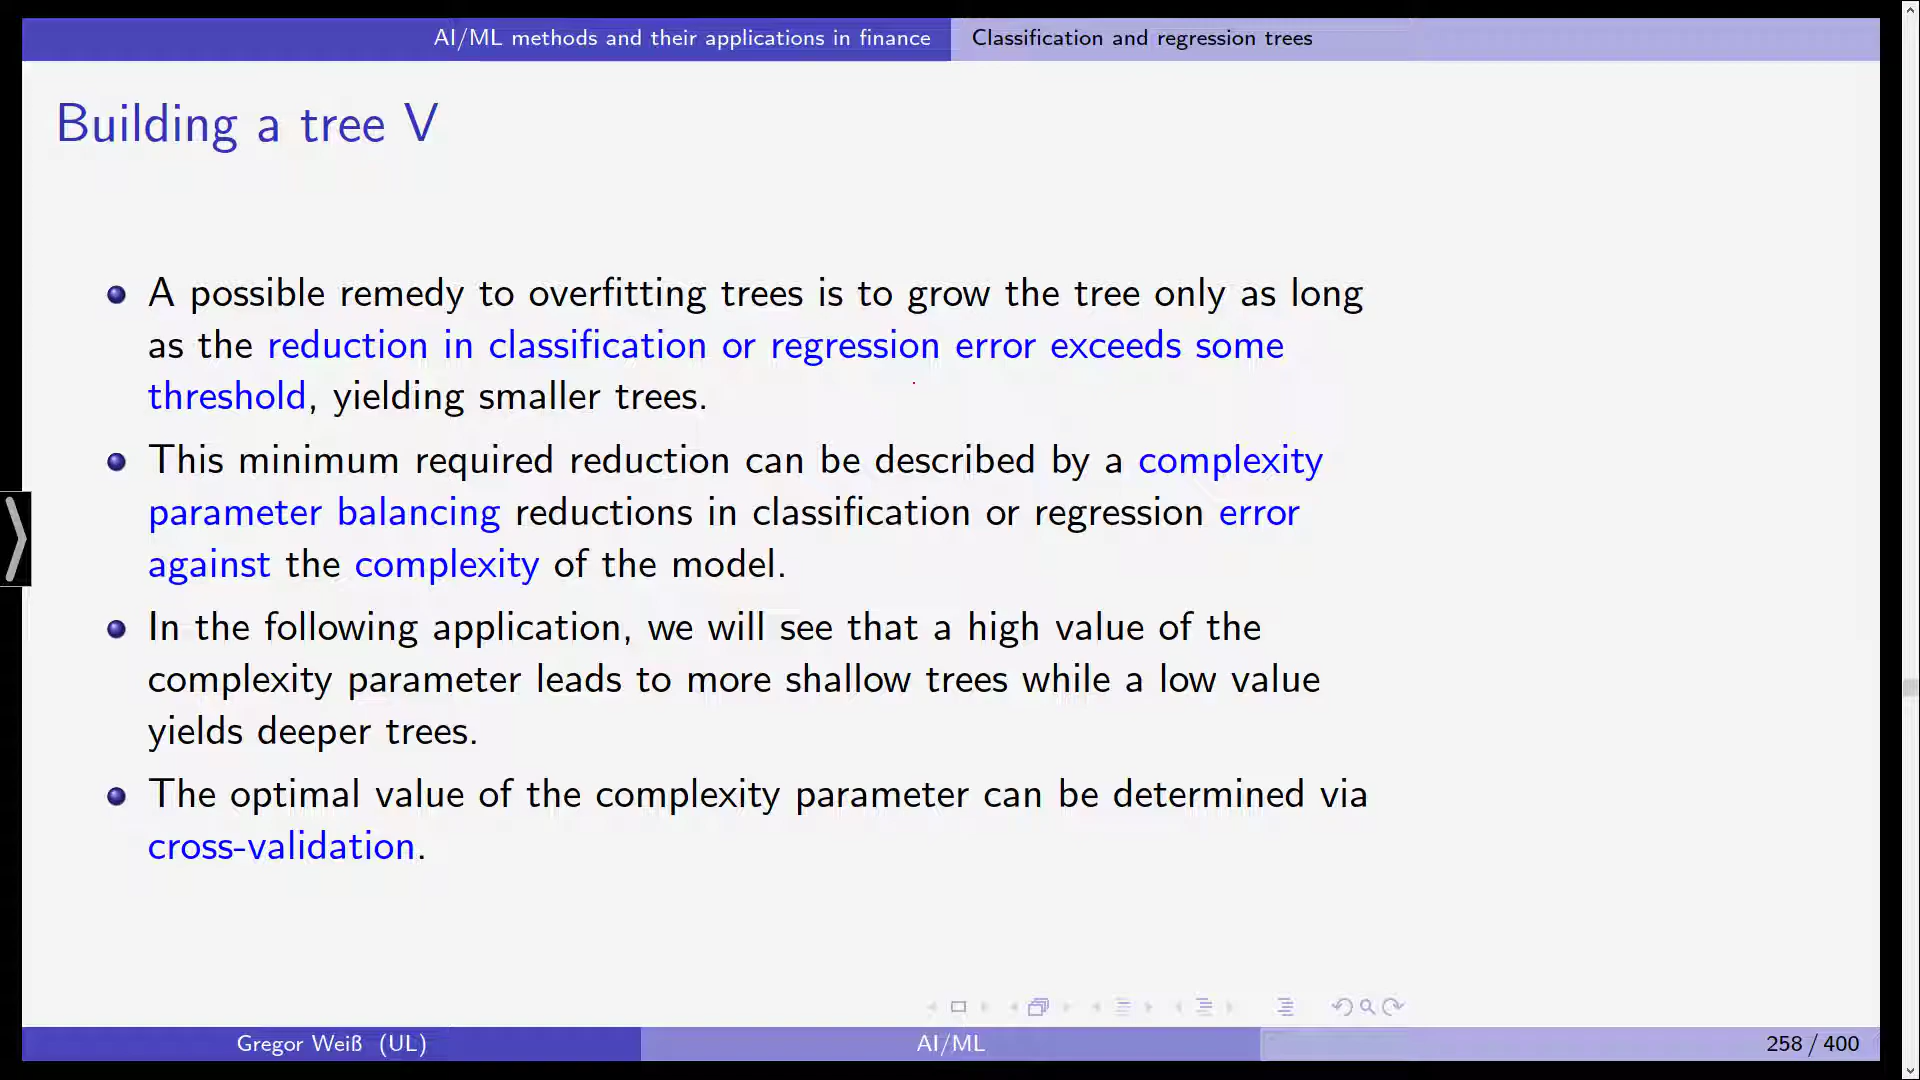 AI/ML methods and their applications in finance
Classification and regression trees
Building a tree V
A possible remedy to overfitting trees is to grow the tree only as long
as the reduction in classification or regression error exceeds some
threshold, yielding smaller trees.
This minimum required reduction can be described by a complexity
parameter balancing reductions in classification or regression error
against the complexity of the model.
In the following application, we will see that a high value of the
complexity parameter leads to more shallow trees while a low value
yields deeper trees.
The optimal value of the complexity parameter can be determined via
cross-validation.
Gregor Weiß (UL)
AI/ML
258 / 400